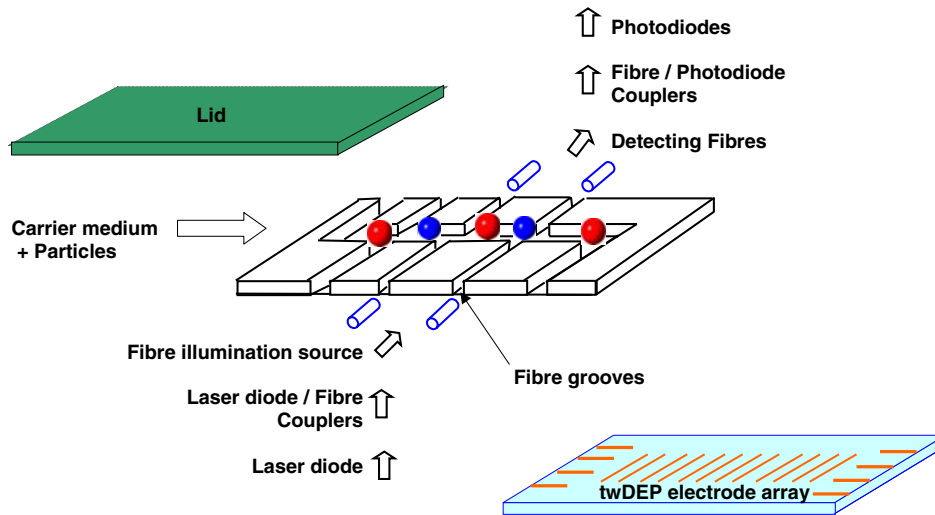 Photodiodes
Fibre / Photodiode
Couplers
Lid
Detecting Fibres
Carrier medium
+ Particles
Fibre illumination source
Fibre grooves
Laser diode / Fibre
Couplers
Laser diode
twDEP electrode array